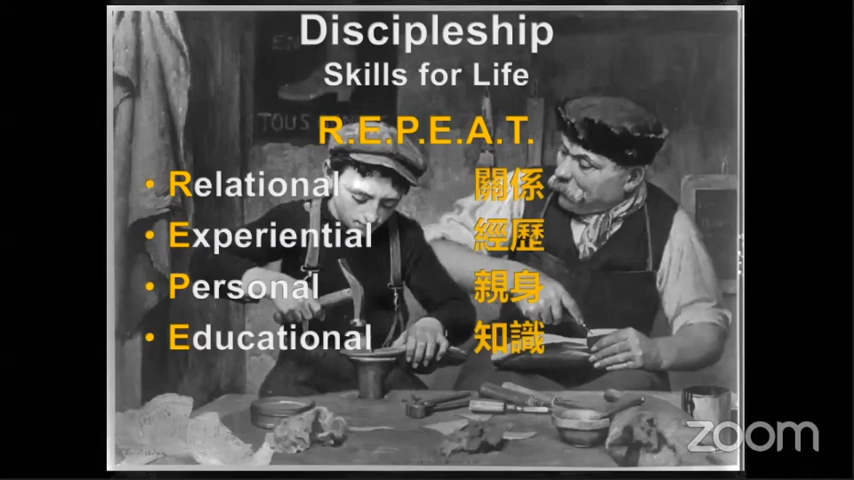 Discipleship
Skills for Life
R.E.P.E.A.T.
• Relational 關係
• Experiential 經歷
• Personal 親身
• Educational 知識
TOUS
zoom